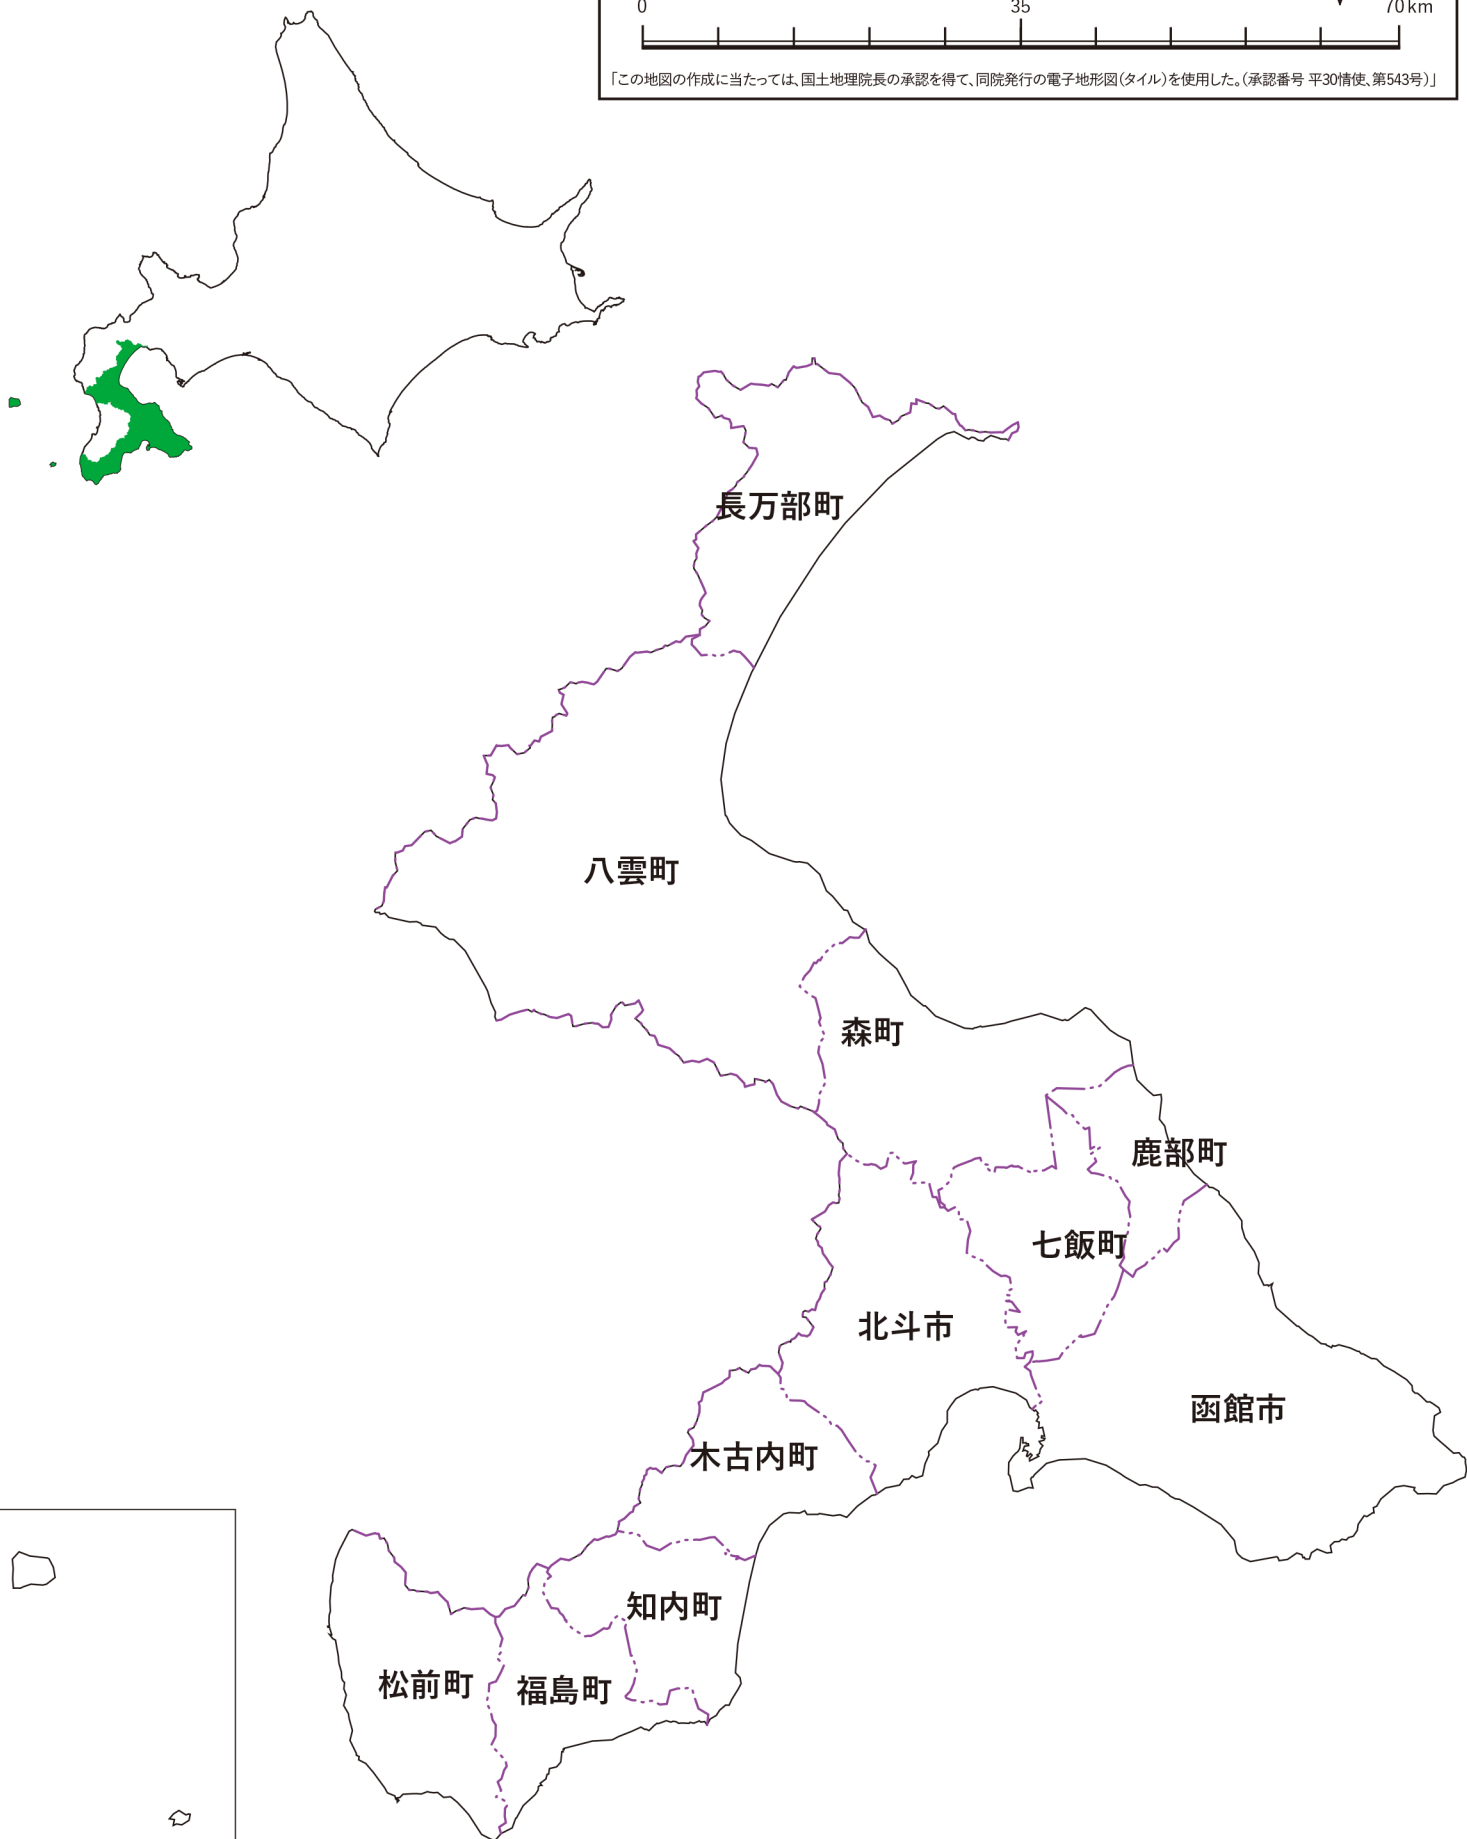 0 35 70km
「この地図の作成に当たっては、国土地理院長の承認を得て、同院発行の電子地形図(タイル)を使用した。(承認番号 平30情使、第543号)」
長万部町
八雲町
森町
鹿部町
七飯町
北斗市
函館市
木古内町
知内町
松前町
福島町